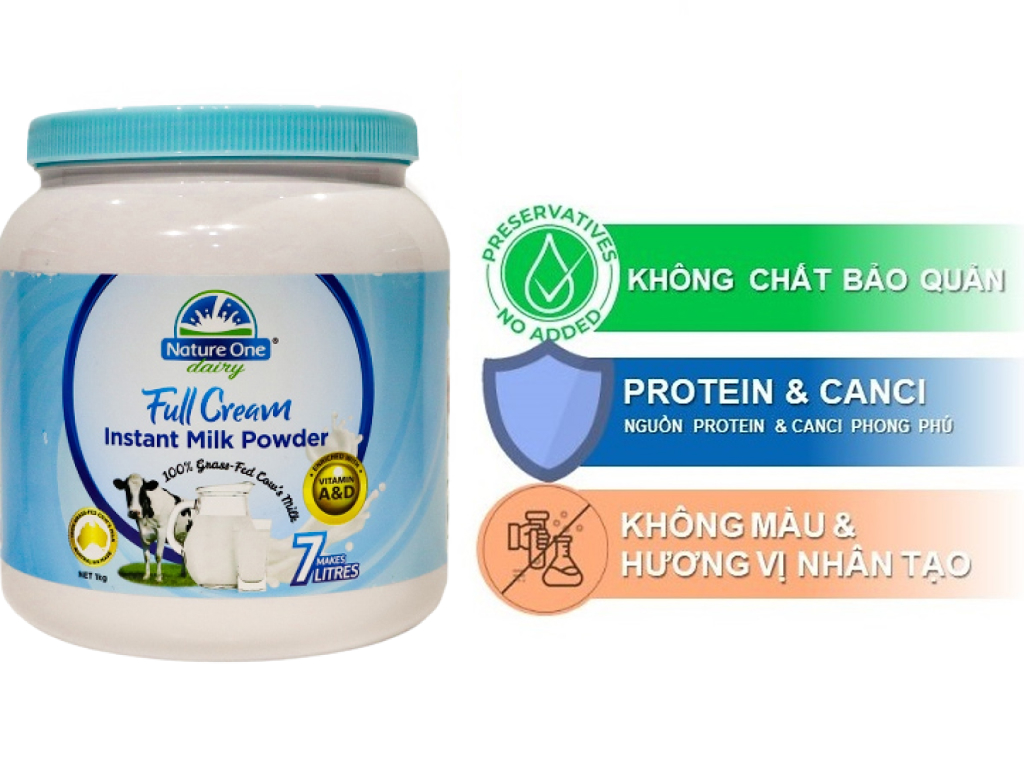 Nature One ®
dairy
Full Cream
Instant Milk Powder
100% Grass-Fed Cow's Milk
ENRICHED WITH
VITAMIN
A&D
7 MAKES
LITRES
NET 1kg
PRESERVATIVES
NO ADDED
KHÔNG CHẤT BẢO QUẢN
PROTEIN & CANCI
NGUỒN PROTEIN & CANCI PHONG PHÚ
KHÔNG MÀU &
HƯƠNG VỊ NHÂN TẠO